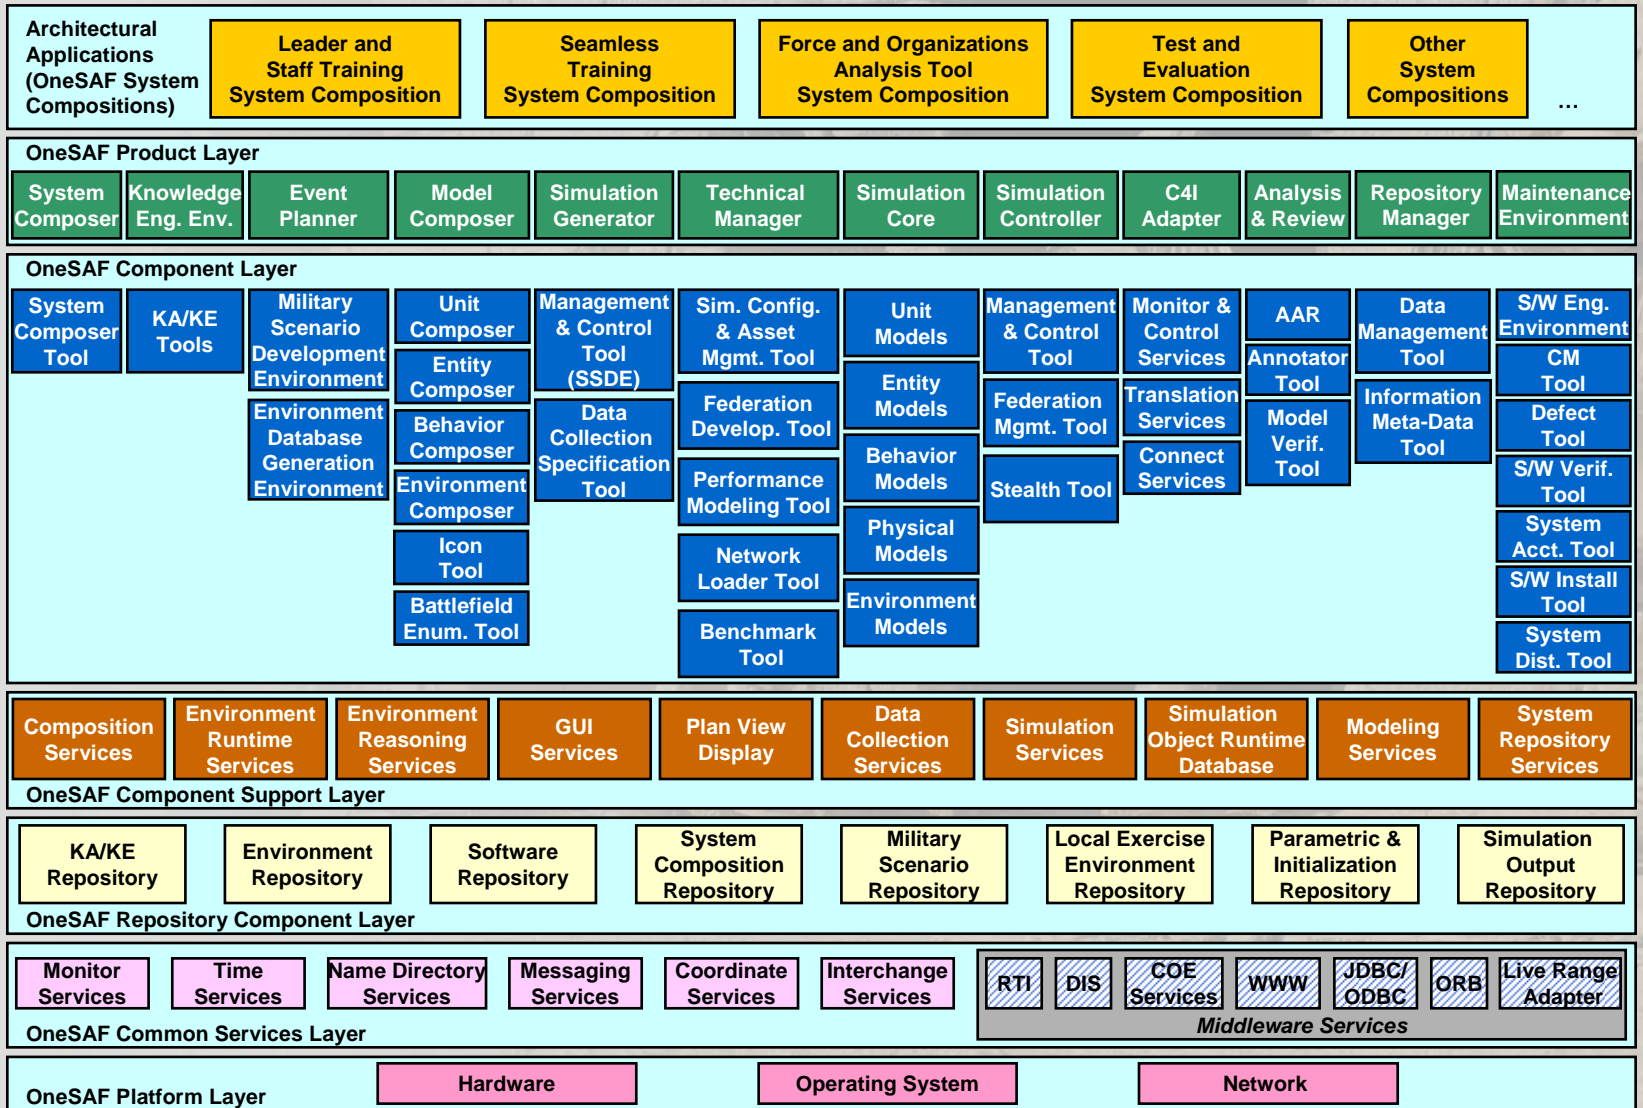 Architectural
Applications
(OneSAF System
Compositions)
Leader and
Staff Training
System Composition
Seamless
Training
System Composition
Force and Organizations
Analysis Tool
System Composition
Test and
Evaluation
System Composition
Other
System
Compositions
...
OneSAF Product Layer
System
Composer
Knowledge
Eng. Env.
Event
Planner
Model
Composer
Simulation
Generator
Technical
Manager
Simulation
Core
Simulation
Controller
C4I
Adapter
Analysis
& Review
Repository
Manager
Maintenance
Environment
OneSAF Component Layer
System
Composer
Tool
KA/KE
Tools
Military
Scenario
Development
Environment
Environment
Database
Generation
Environment
Unit
Composer
Entity
Composer
Behavior
Composer
Environment
Composer
Icon
Tool
Battlefield
Enum. Tool
Management
& Control
Tool
(SSDE)
Data
Collection
Specification
Tool
Sim. Config.
& Asset
Mgmt. Tool
Federation
Develop. Tool
Performance
Modeling Tool
Network
Loader Tool
Benchmark
Tool
Unit
Models
Entity
Models
Behavior
Models
Physical
Models
Environment
Models
Management
& Control
Tool
Federation
Mgmt. Tool
Stealth Tool
Monitor &
Control
Services
Translation
Services
Connect
Services
AAR
Annotator
Tool
Model
Verif.
Tool
Data
Management
Tool
Information
Meta-Data
Tool
S/W Eng.
Environment
CM
Tool
Defect
Tool
S/W Verif.
Tool
System
Acct. Tool
S/W Install
Tool
System
Dist. Tool
Composition
Services
Environment
Runtime
Services
Environment
Reasoning
Services
GUI
Services
Plan View
Display
Data
Collection
Services
Simulation
Services
Simulation
Object Runtime
Database
Modeling
Services
System
Repository
Services
OneSAF Component Support Layer
KA/KE
Repository
Environment
Repository
Software
Repository
System
Composition
Repository
Military
Scenario
Repository
Local Exercise
Environment
Repository
Parametric &
Initialization
Repository
Simulation
Output
Repository
OneSAF Repository Component Layer
Monitor
Services
Time
Services
Name Directory
Services
Messaging
Services
Coordinate
Services
Interchange
Services
RTI
DIS
COE
Services
WWW
JDBC/
ODBC
ORB
Live Range
Adapter
Middleware Services
OneSAF Common Services Layer
Hardware
Operating System
Network
OneSAF Platform Layer